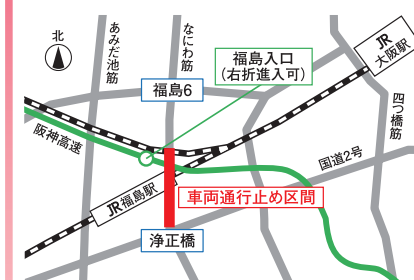 北
あみだ池筋
なにわ筋
福島入口
(右折進入可)
JR
大阪駅
福島6
四つ橋筋
阪神高速
国道2号
JR福島駅
車両通行止め区間
浄正橋